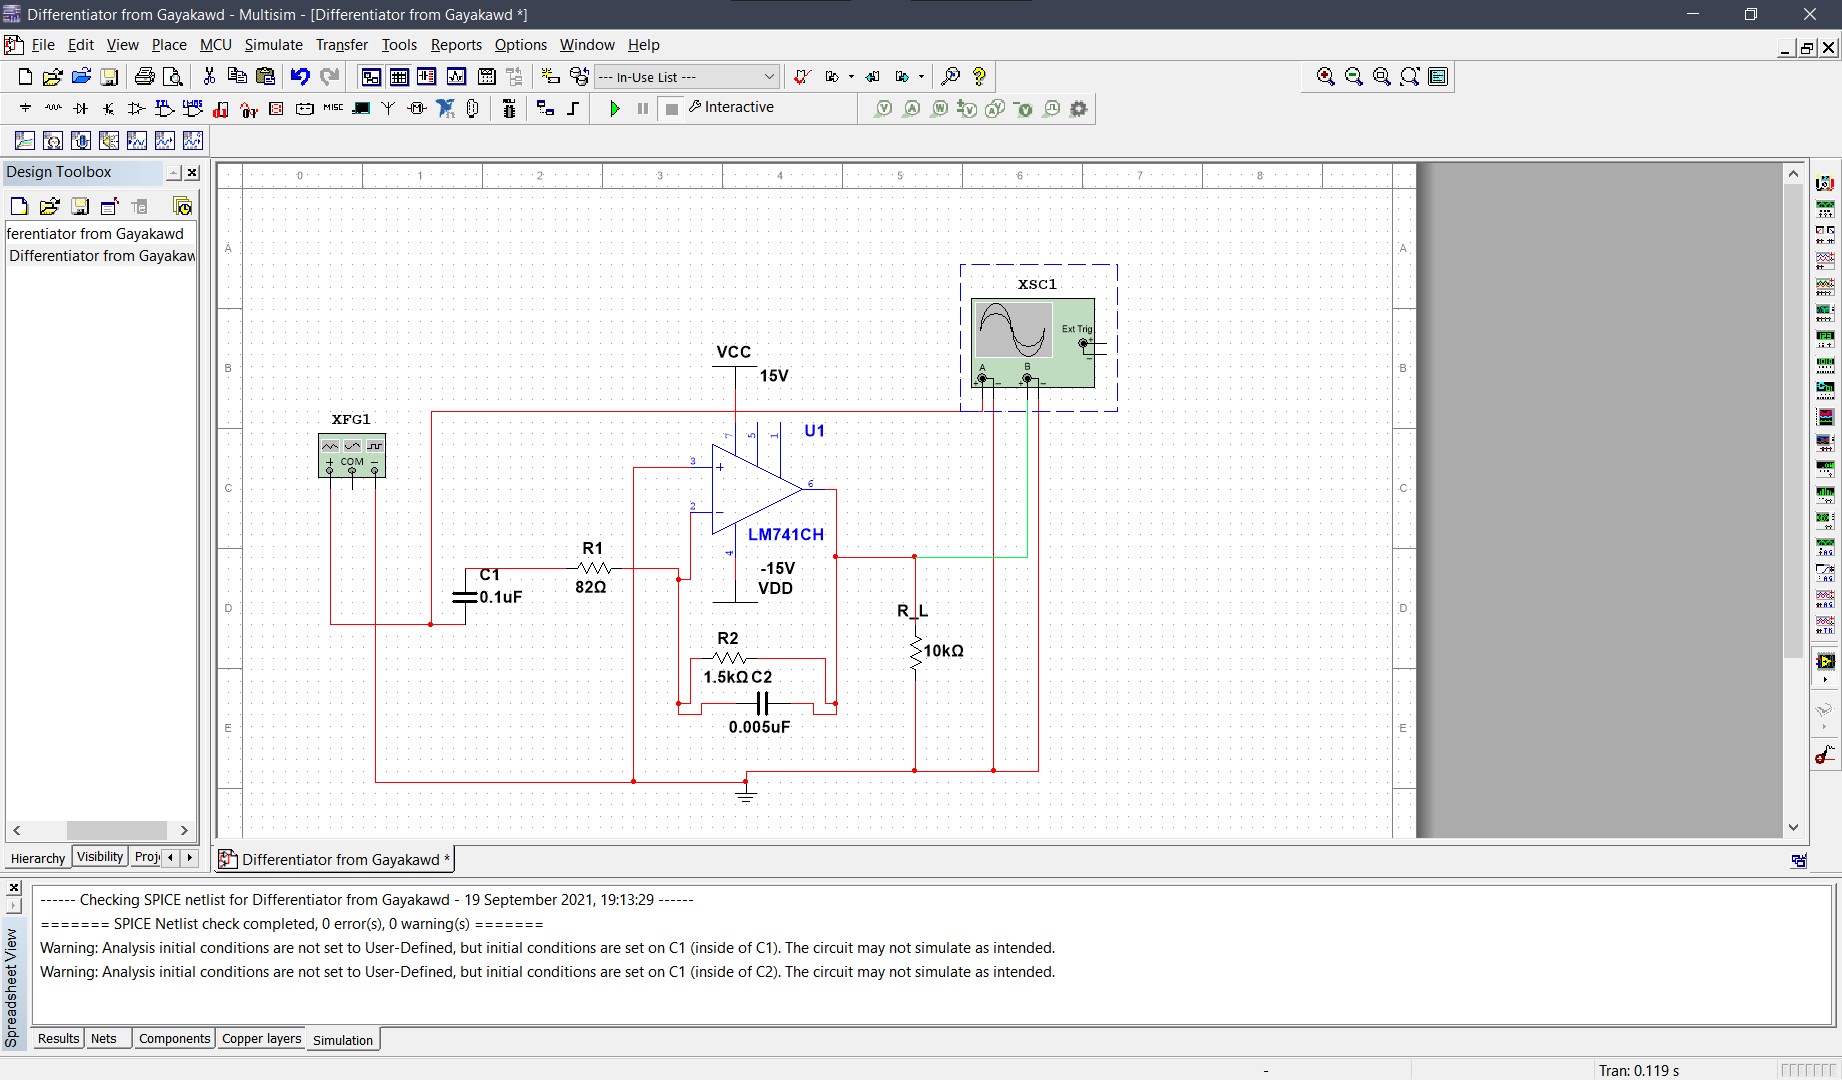 Differentiator from Gayakawd - Multisim - [Differentiator from Gayakawd *]
File Edit View Place MCU Simulate Transfer Tools Reports Options Window Help
--- In-Use List ---
MISC
Interactive
Design Toolbox
ferentiator from Gayakawd
Differentiator from Gayakaw
Hierarchy Visibility Proj
0 1 2 3 4 5 6 7 8
A A
B B
C C
D D
E E
XSC1
Ext Trig
+
−
A B
+ − + −
VCC
15V
XFG1
+ COM −
U1
7 5 1
3 +
2 −
6
4
LM741CH
-15V
VDD
R1
82Ω
C1
0.1uF
R_L
10kΩ
R2
1.5kΩ
C2
0.005uF
Differentiator from Gayakawd *
Spreadsheet View
------ Checking SPICE netlist for Differentiator from Gayakawd - 19 September 2021, 19:13:29 ------
======= SPICE Netlist check completed, 0 error(s), 0 warning(s) =======
Warning: Analysis initial conditions are not set to User-Defined, but initial conditions are set on C1 (inside of C1). The circuit may not simulate as intended.
Warning: Analysis initial conditions are not set to User-Defined, but initial conditions are set on C1 (inside of C2). The circuit may not simulate as intended.
Results Nets Components Copper layers Simulation
- Tran: 0.119 s